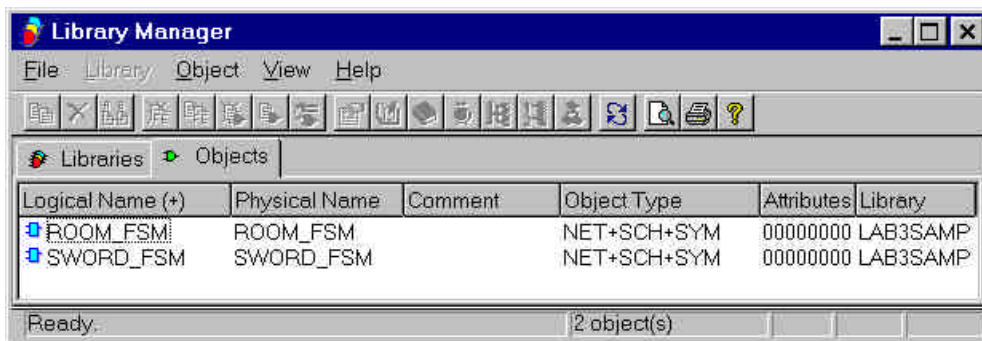 Library Manager
File Library Object View Help
Libraries Objects
Logical Name (+) Physical Name Comment Object Type Attributes Library
ROOM_FSM ROOM_FSM NET+SCH+SYM 00000000 LAB3SAMP
SWORD_FSM SWORD_FSM NET+SCH+SYM 00000000 LAB3SAMP
Ready. 2 object(s)